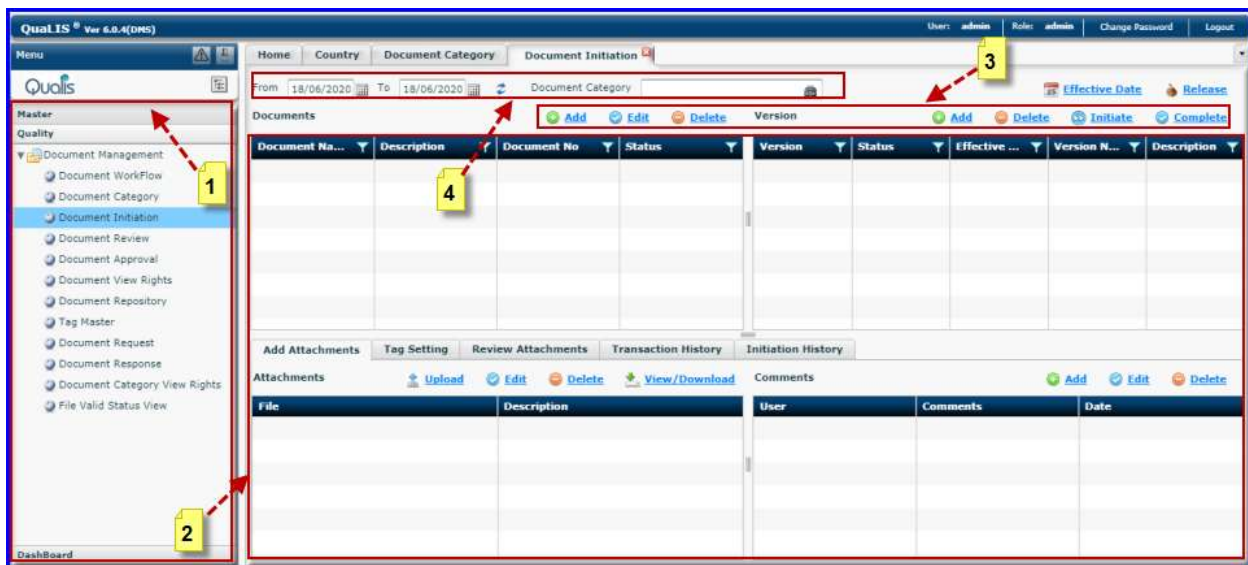 QuaLIS ® Ver 6.0.4(DMS) User: admin Role: admin Change Password Logout
Menu
Home Country Document Category Document Initiation
3
Qualis
From 18/06/2020 To 18/06/2020 Document Category Effective Date Release
Master
Documents Add Edit Delete Version Add Delete Initiate Complete
Quality
Document Management
Document Na... Description Document No Status Version Status Effective ... Version N... Description
Document WorkFlow
1
4
Document Category
Document Initiation
Document Review
Document Approval
Document View Rights
Document Repository
Tag Master
Document Request
Add Attachments Tag Setting Review Attachments Transaction History Initiation History
Document Response
Attachments Upload Edit Delete View/Download Comments Add Edit Delete
Document Category View Rights
File Valid Status View
File Description User Comments Date
2
DashBoard